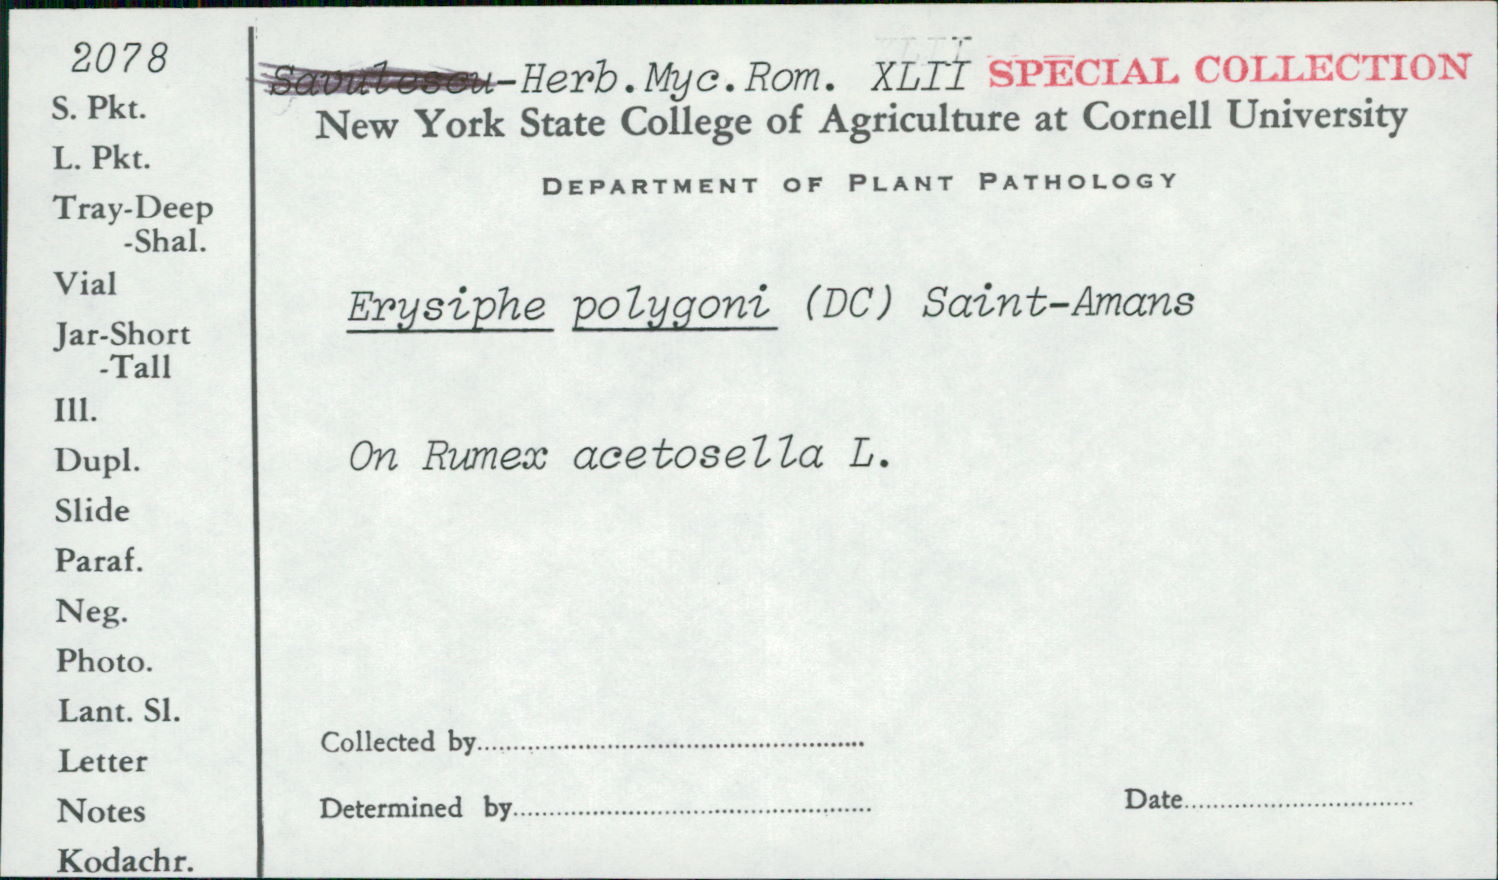 2078
Savulescu-Herb.Myc.Rom. XLII SPECIAL COLLECTION
New York State College of Agriculture at Cornell University
DEPARTMENT OF PLANT PATHOLOGY
S. Pkt.
L. Pkt.
Tray-Deep
-Shal.
Vial
Jar-Short
-Tall
Ill.
Dupl.
Slide
Paraf.
Neg.
Photo.
Lant. Sl.
Letter
Notes
Kodachr.
Erysiphe polygoni (DC) Saint-Amans
On Rumex acetosella L.
Collected by
Determined by
Date